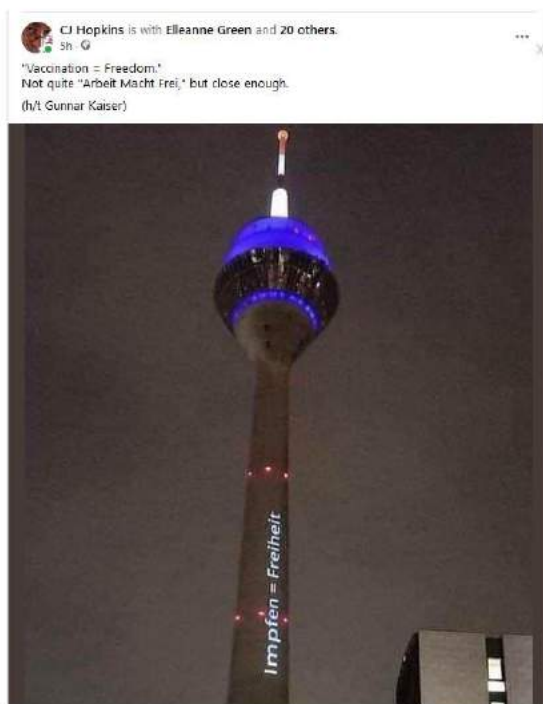 CJ Hopkins is with Elleanne Green and 20 others.
5h
"Vaccination = Freedom."
Not quite "Arbeit Macht Frei," but close enough.
(h/t Gunnar Kaiser)
Impfen = Freiheit